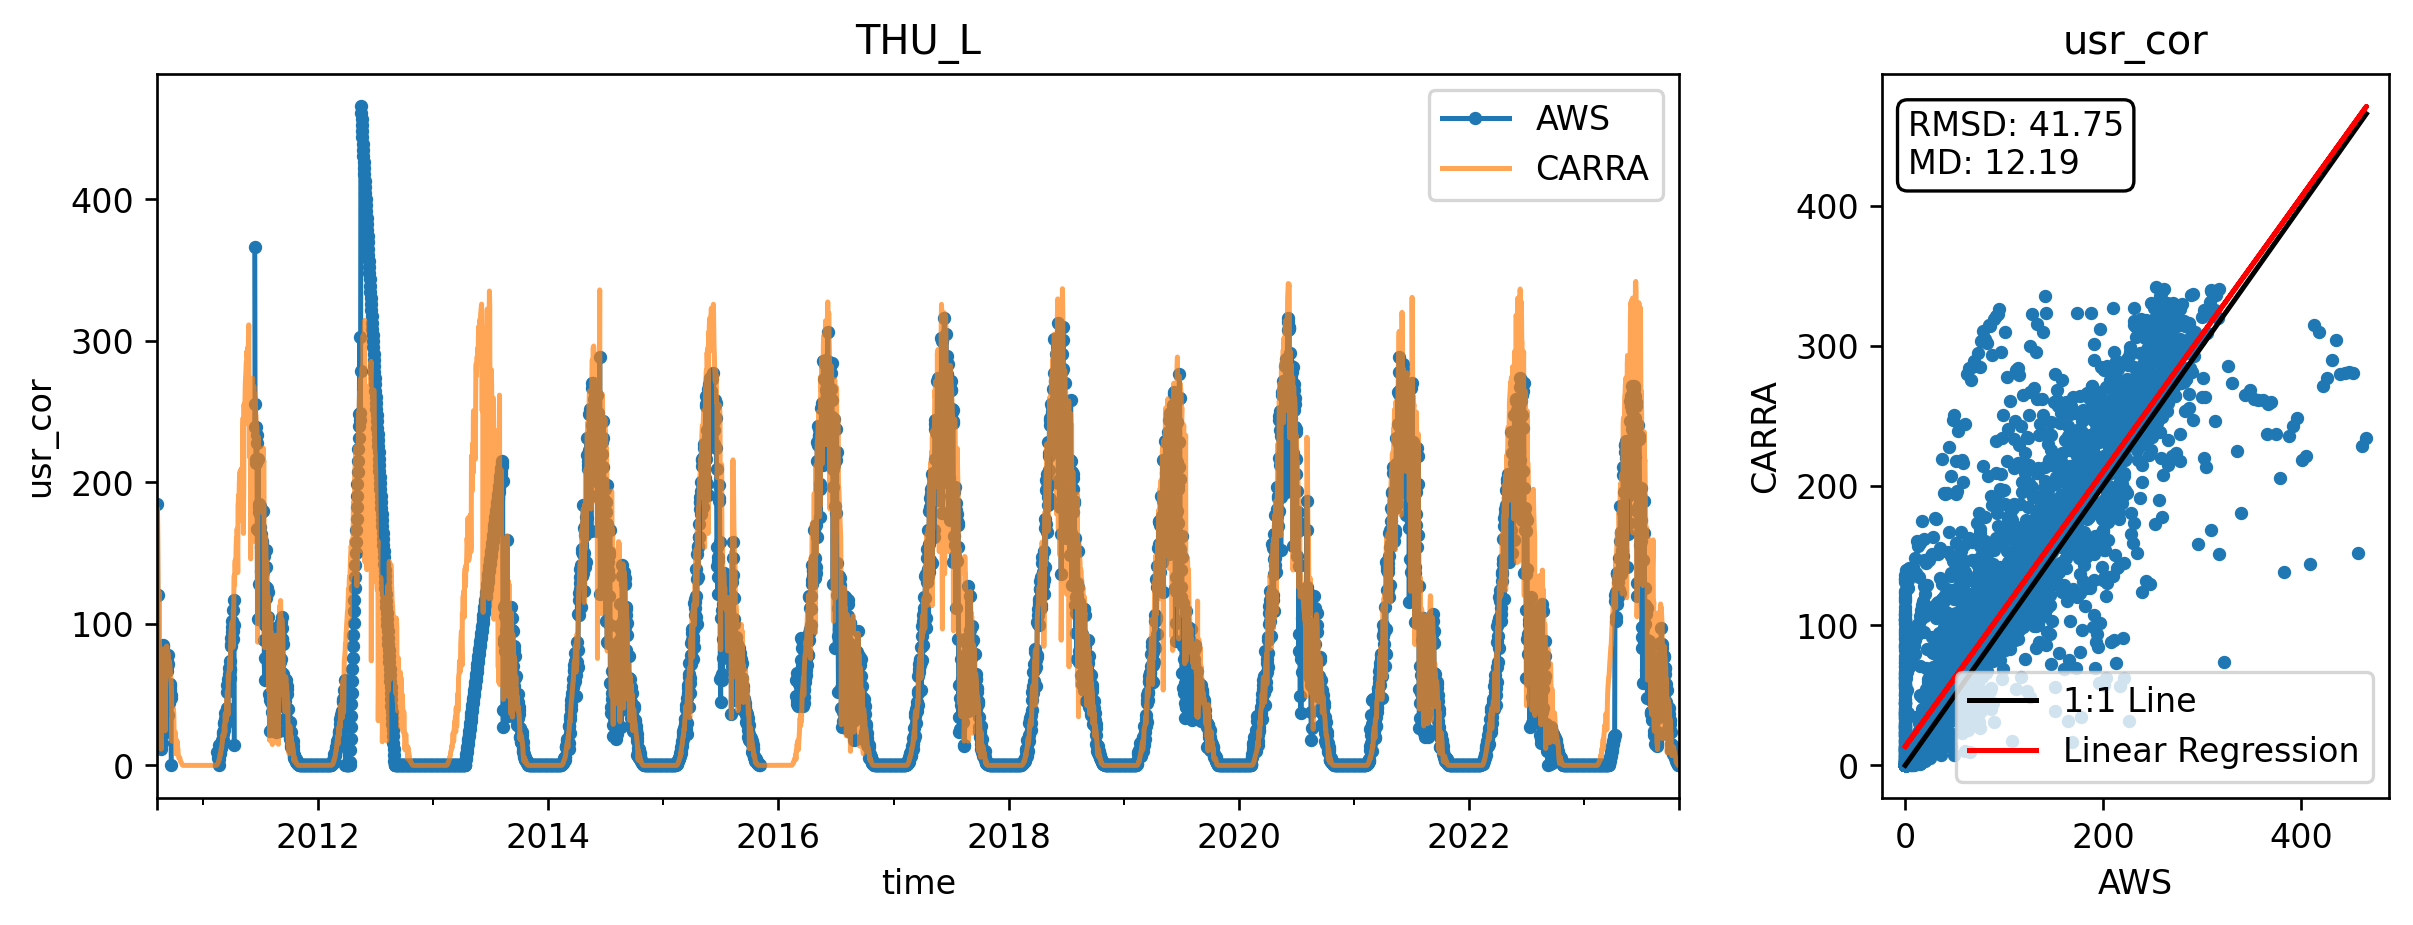 THU_L
usr_cor
400
300
200
100
0
2012
2014
2016
2018
2020
2022
time
AWS
CARRA
usr_cor
RMSD: 41.75
MD: 12.19
CARRA
400
300
200
100
0
0
200
400
AWS
1:1 Line
Linear Regression